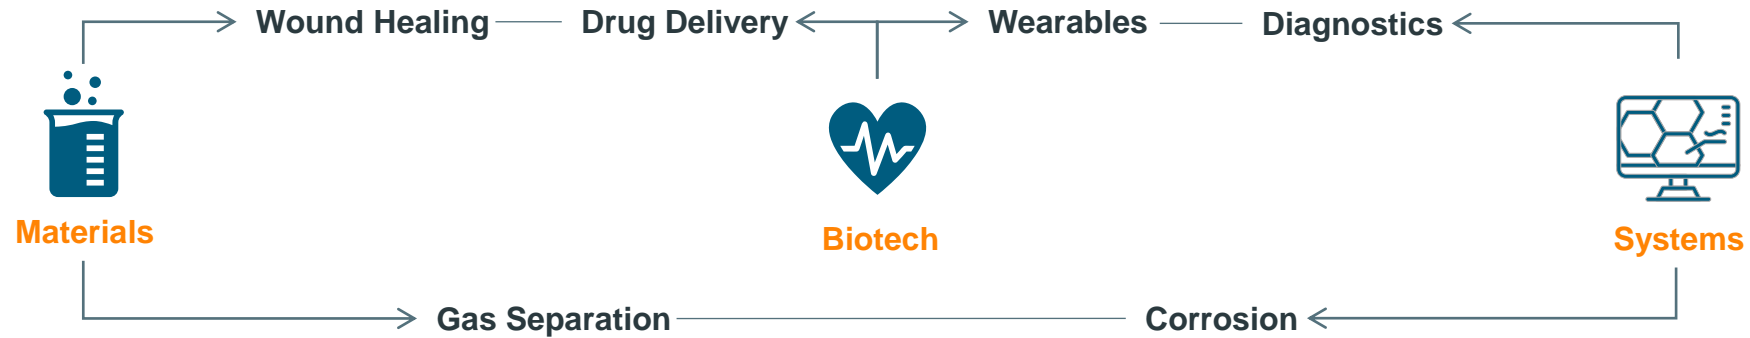 Wound Healing
Drug Delivery
Wearables
Diagnostics
Materials
Biotech
Systems
Gas Separation
Corrosion